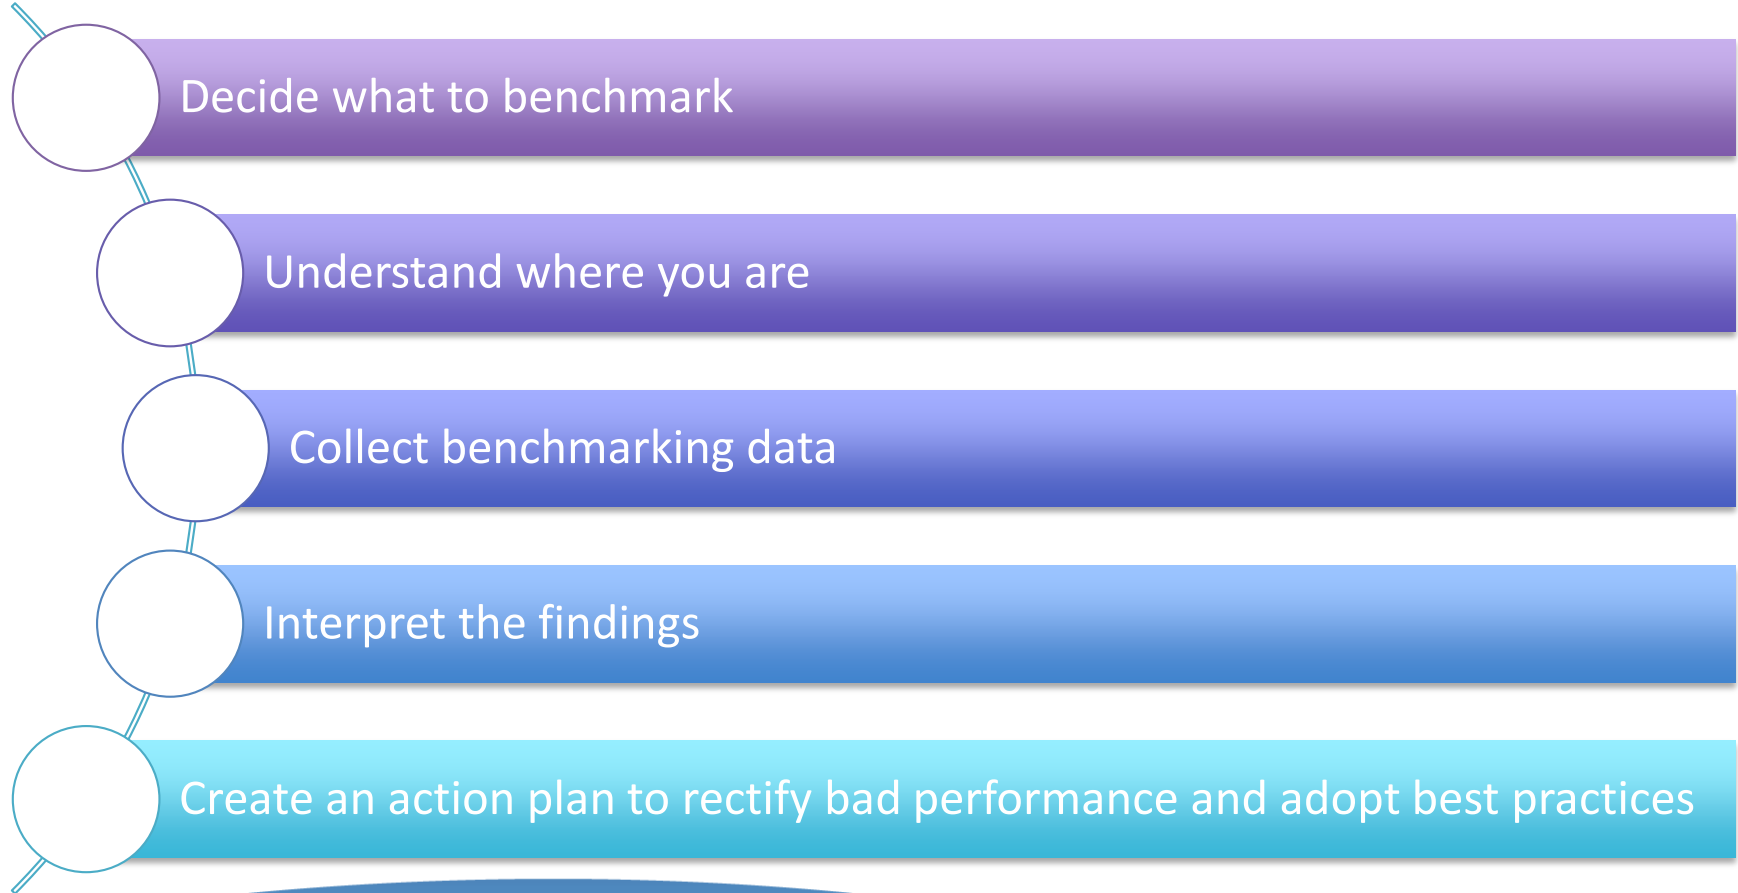 Decide what to benchmark
Understand where you are
Collect benchmarking data
Interpret the findings
Create an action plan to rectify bad performance and adopt best practices